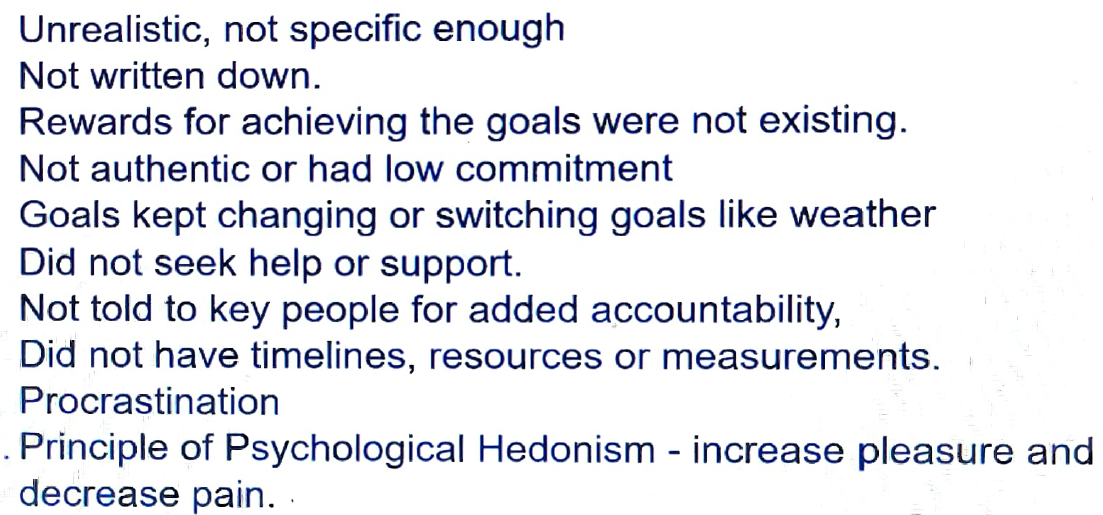 Unrealistic, not specific enough
Not written down.
Rewards for achieving the goals were not existing.
Not authentic or had low commitment
Goals kept changing or switching goals like weather
Did not seek help or support.
Not told to key people for added accountability,
Did not have timelines, resources or measurements.
Procrastination
. Principle of Psychological Hedonism - increase pleasure and
decrease pain.